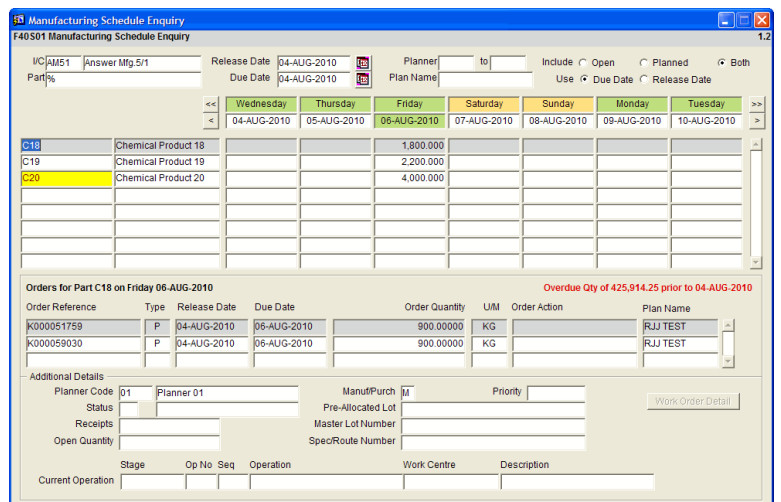 Manufacturing Schedule Enquiry
F40S01 Manufacturing Schedule Enquiry 1.2
I/C AM51 Answer Mfg.5/1 Release Date 04-AUG-2010 Planner to Include Open Planned Both
Part % Due Date 04-AUG-2010 Plan Name Use Due Date Release Date
<< Wednesday Thursday Friday Saturday Sunday Monday Tuesday >>
< 04-AUG-2010 05-AUG-2010 06-AUG-2010 07-AUG-2010 08-AUG-2010 09-AUG-2010 10-AUG-2010 >
C18 Chemical Product 18 1,800.000
C19 Chemical Product 19 2,200.000
C20 Chemical Product 20 4,000.000
Orders for Part C18 on Friday 06-AUG-2010 Overdue Qty of 425,914.25 prior to 04-AUG-2010
Order Reference Type Release Date Due Date Order Quantity U/M Order Action Plan Name
K000051759 P 04-AUG-2010 06-AUG-2010 900.00000 KG RJJ TEST
K000059030 P 04-AUG-2010 06-AUG-2010 900.00000 KG RJJ TEST
Additional Details
Planner Code 01 Planner 01 Manuf/Purch M Priority Work Order Detail
Status Pre-Allocated Lot
Receipts Master Lot Number
Open Quantity Spec/Route Number
Stage Op No Seq Operation Work Centre Description
Current Operation